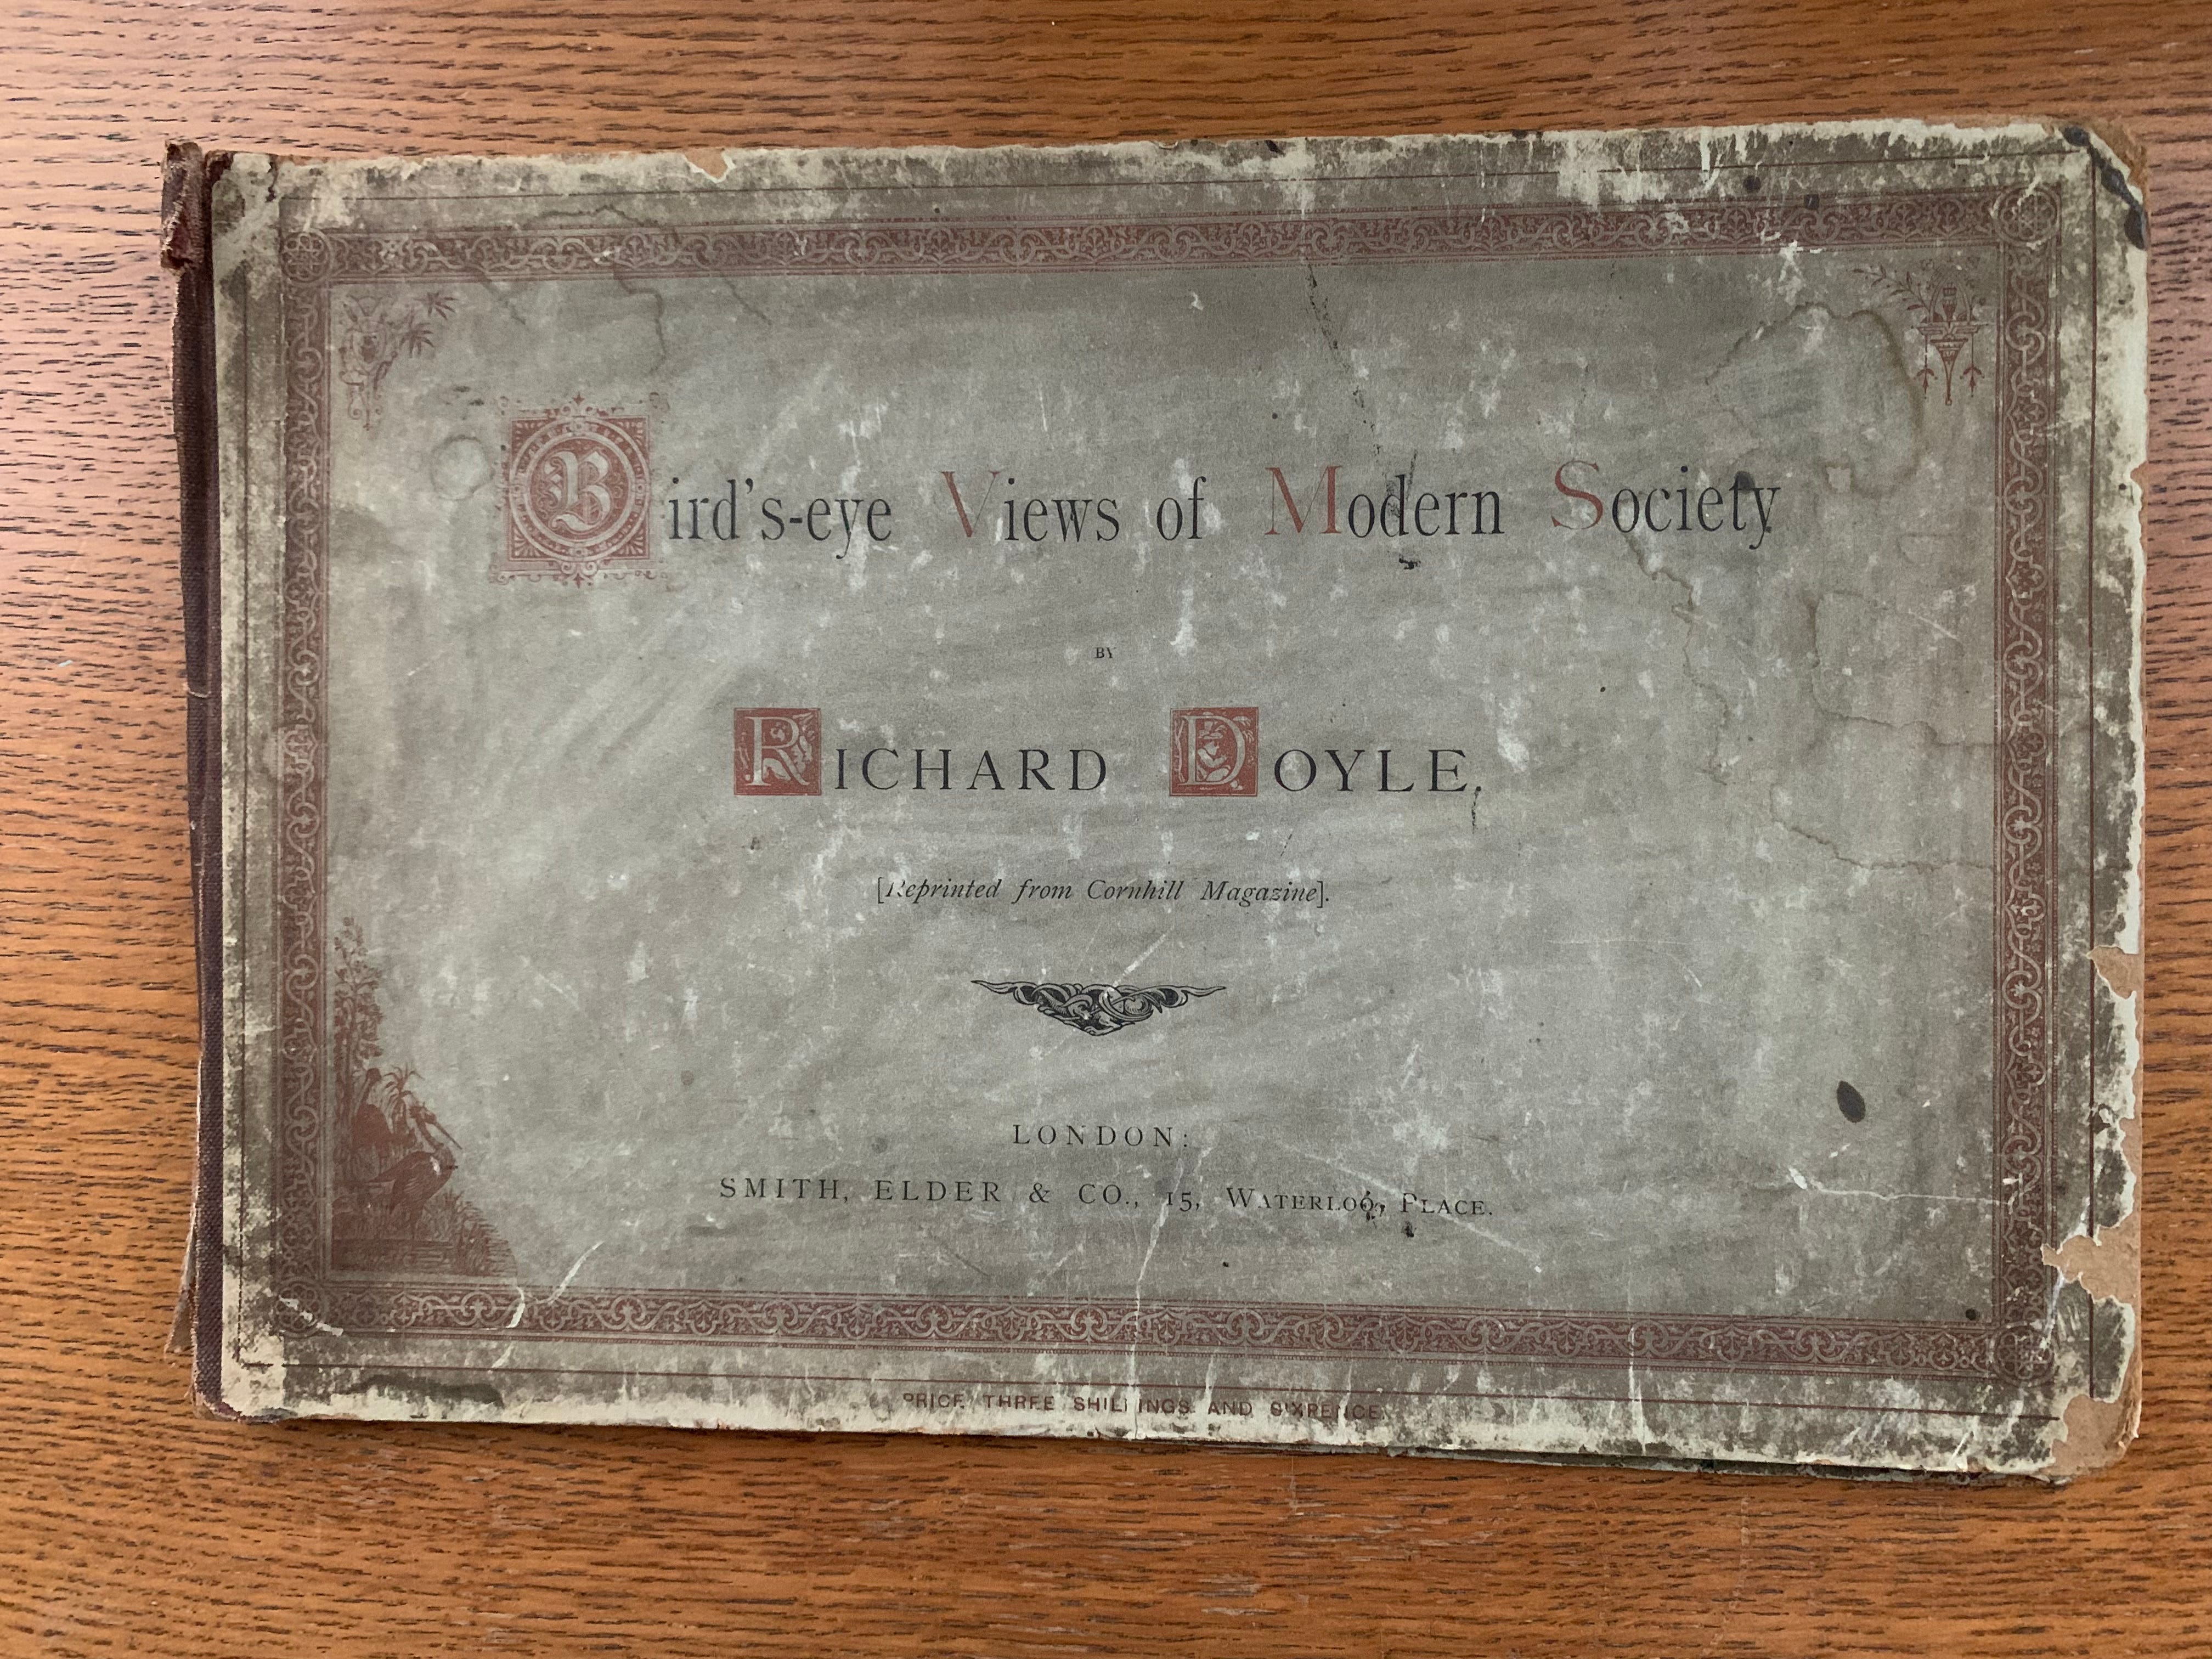 Bird's-eye Views of Modern Society
BY
RICHARD DOYLE.
[Reprinted from Cornhill Magazine].
LONDON:
SMITH, ELDER & CO., 15, WATERLOO, PLACE.
PRICE THREE SHILLINGS AND SIXPENCE.